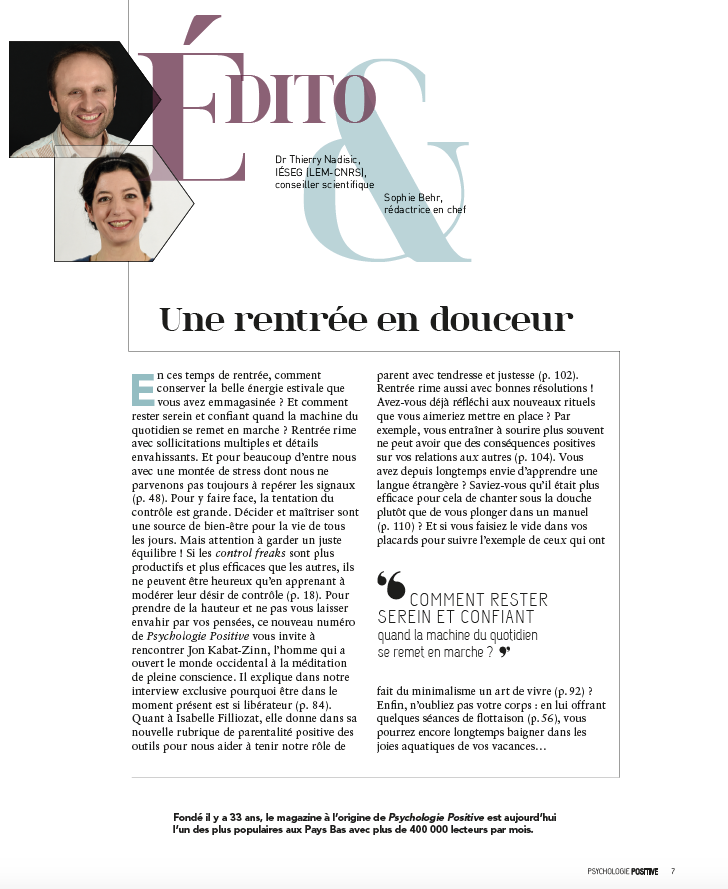 ÉDITO
&
Dr Thierry Nadisic,
IÉSEG (LEM-CNRS),
conseiller scientifique
Sophie Behr,
rédactrice en chef
Une rentrée en douceur
En ces temps de rentrée, comment
conserver la belle énergie estivale que
vous avez emmagasinée ? Et comment
rester serein et confiant quand la machine du
quotidien se remet en marche ? Rentrée rime
avec sollicitations multiples et détails
envahissants. Et pour beaucoup d'entre nous
avec une montée de stress dont nous ne
parvenons pas toujours à repérer les signaux
(p. 48). Pour y faire face, la tentation du
contrôle est grande. Décider et maîtriser sont
une source de bien-être pour la vie de tous
les jours. Mais attention à garder un juste
équilibre ! Si les control freaks sont plus
productifs et plus efficaces que les autres, ils
ne peuvent être heureux qu'en apprenant à
modérer leur désir de contrôle (p. 18). Pour
prendre de la hauteur et ne pas vous laisser
envahir par vos pensées, ce nouveau numéro
de Psychologie Positive vous invite à
rencontrer Jon Kabat-Zinn, l'homme qui a
ouvert le monde occidental à la méditation
de pleine conscience. Il explique dans notre
interview exclusive pourquoi être dans le
moment présent est si libérateur (p. 84).
Quant à Isabelle Filliozat, elle donne dans sa
nouvelle rubrique de parentalité positive des
outils pour nous aider à tenir notre rôle de
parent avec tendresse et justesse (p. 102).
Rentrée rime aussi avec bonnes résolutions !
Avez-vous déjà réfléchi aux nouveaux rituels
que vous aimeriez mettre en place ? Par
exemple, vous entraîner à sourire plus souvent
ne peut avoir que des conséquences positives
sur vos relations aux autres (p. 104). Vous
avez depuis longtemps envie d'apprendre une
langue étrangère ? Saviez-vous qu'il était plus
efficace pour cela de chanter sous la douche
plutôt que de vous plonger dans un manuel
(p. 110) ? Et si vous faisiez le vide dans vos
placards pour suivre l'exemple de ceux qui ont
❝ COMMENT RESTER
SEREIN ET CONFIANT
quand la machine du quotidien
se remet en marche ? ❞
fait du minimalisme un art de vivre (p. 92) ?
Enfin, n'oubliez pas votre corps : en lui offrant
quelques séances de flottaison (p. 56), vous
pourrez encore longtemps baigner dans les
joies aquatiques de vos vacances…
Fondé il y a 33 ans, le magazine à l'origine de Psychologie Positive est aujourd'hui
l'un des plus populaires aux Pays Bas avec plus de 400 000 lecteurs par mois.
PSYCHOLOGIE POSITIVE 7